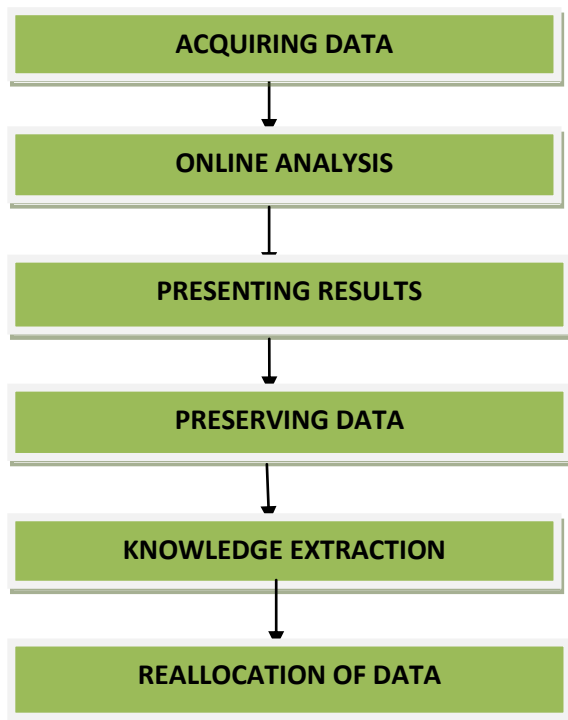 ACQUIRING DATA
ONLINE ANALYSIS
PRESENTING RESULTS
PRESERVING DATA
KNOWLEDGE EXTRACTION
REALLOCATION OF DATA